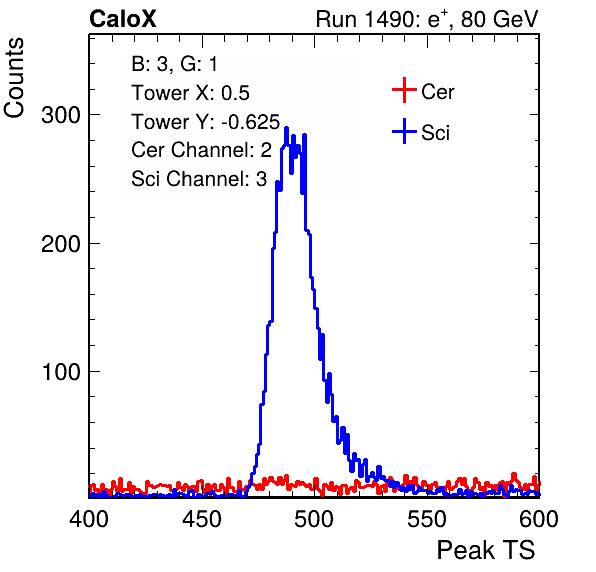 CaloX Run 1490: e⁺, 80 GeV
Counts
B: 3, G: 1
Tower X: 0.5
Tower Y: -0.625
Cer Channel: 2
Sci Channel: 3
Cer
Sci
300
200
100
400 450 500 550 600
Peak TS